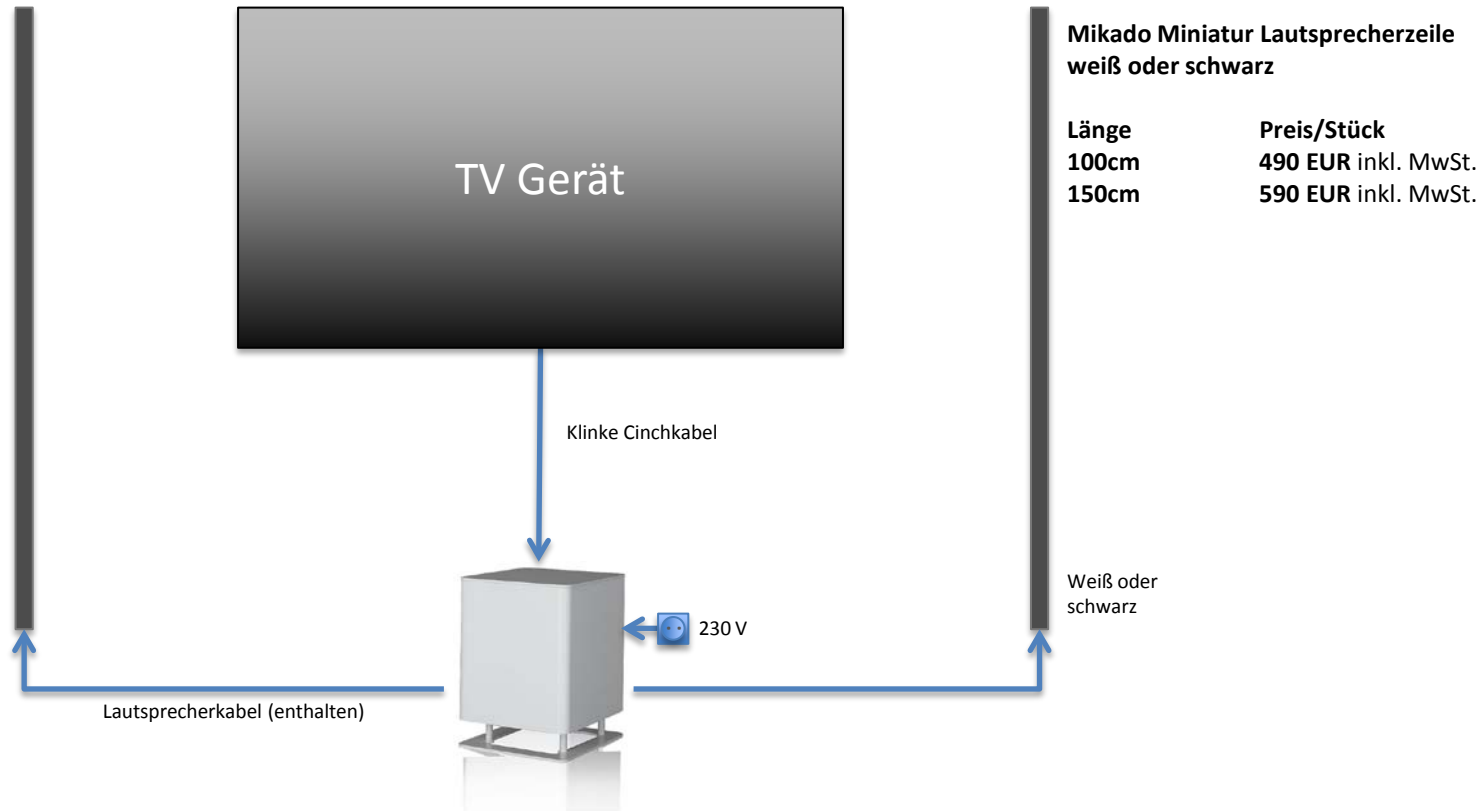 Mikado Miniatur Lautsprecherzeile
weiß oder schwarz
Länge Preis/Stück
100cm 490 EUR inkl. MwSt.
150cm 590 EUR inkl. MwSt.
TV Gerät
Klinke Cinchkabel
Weiß oder
schwarz
230 V
Lautsprecherkabel (enthalten)